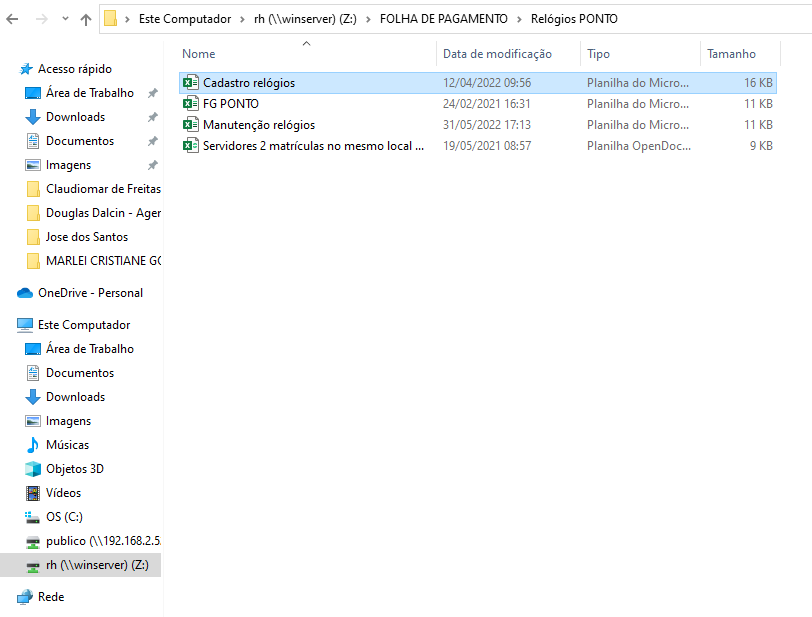 Este Computador > rh (\\winserver) (Z:) > FOLHA DE PAGAMENTO > Relógios PONTO
Nome Data de modificação Tipo Tamanho
Cadastro relógios 12/04/2022 09:56 Planilha do Micro... 16 KB
FG PONTO 24/02/2021 16:31 Planilha do Micro... 11 KB
Manutenção relógios 31/05/2022 17:13 Planilha do Micro... 11 KB
Servidores 2 matrículas no mesmo local ... 19/05/2021 08:57 Planilha OpenDoc... 9 KB
Acesso rápido
Área de Trabalho
Downloads
Documentos
Imagens
Claudiomar de Freitas
Douglas Dalcin - Ager
Jose dos Santos
MARLEI CRISTIANE GO
OneDrive - Personal
Este Computador
Área de Trabalho
Documentos
Downloads
Imagens
Músicas
Objetos 3D
Vídeos
OS (C:)
publico (\\192.168.2.5
rh (\\winserver) (Z:)
Rede